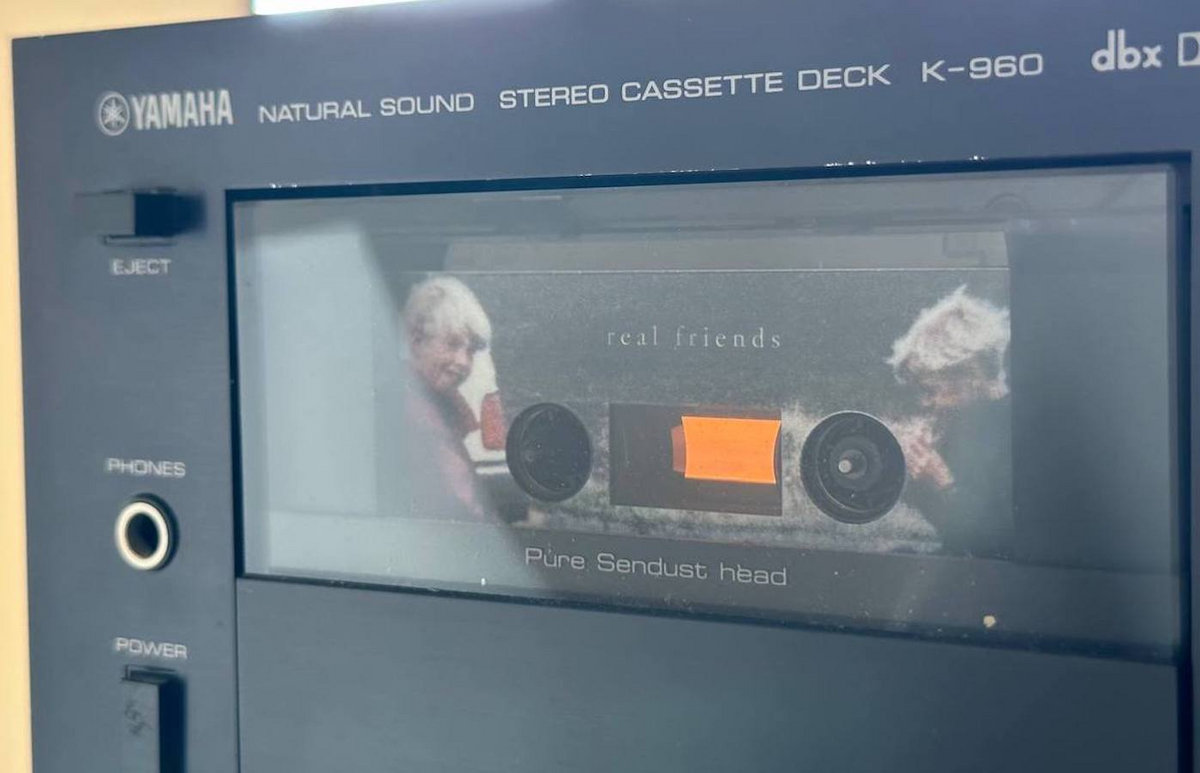 YAMAHA NATURAL SOUND STEREO CASSETTE DECK K-960 dbx
EJECT
real friends
PHONES
Pure Sendust head
POWER